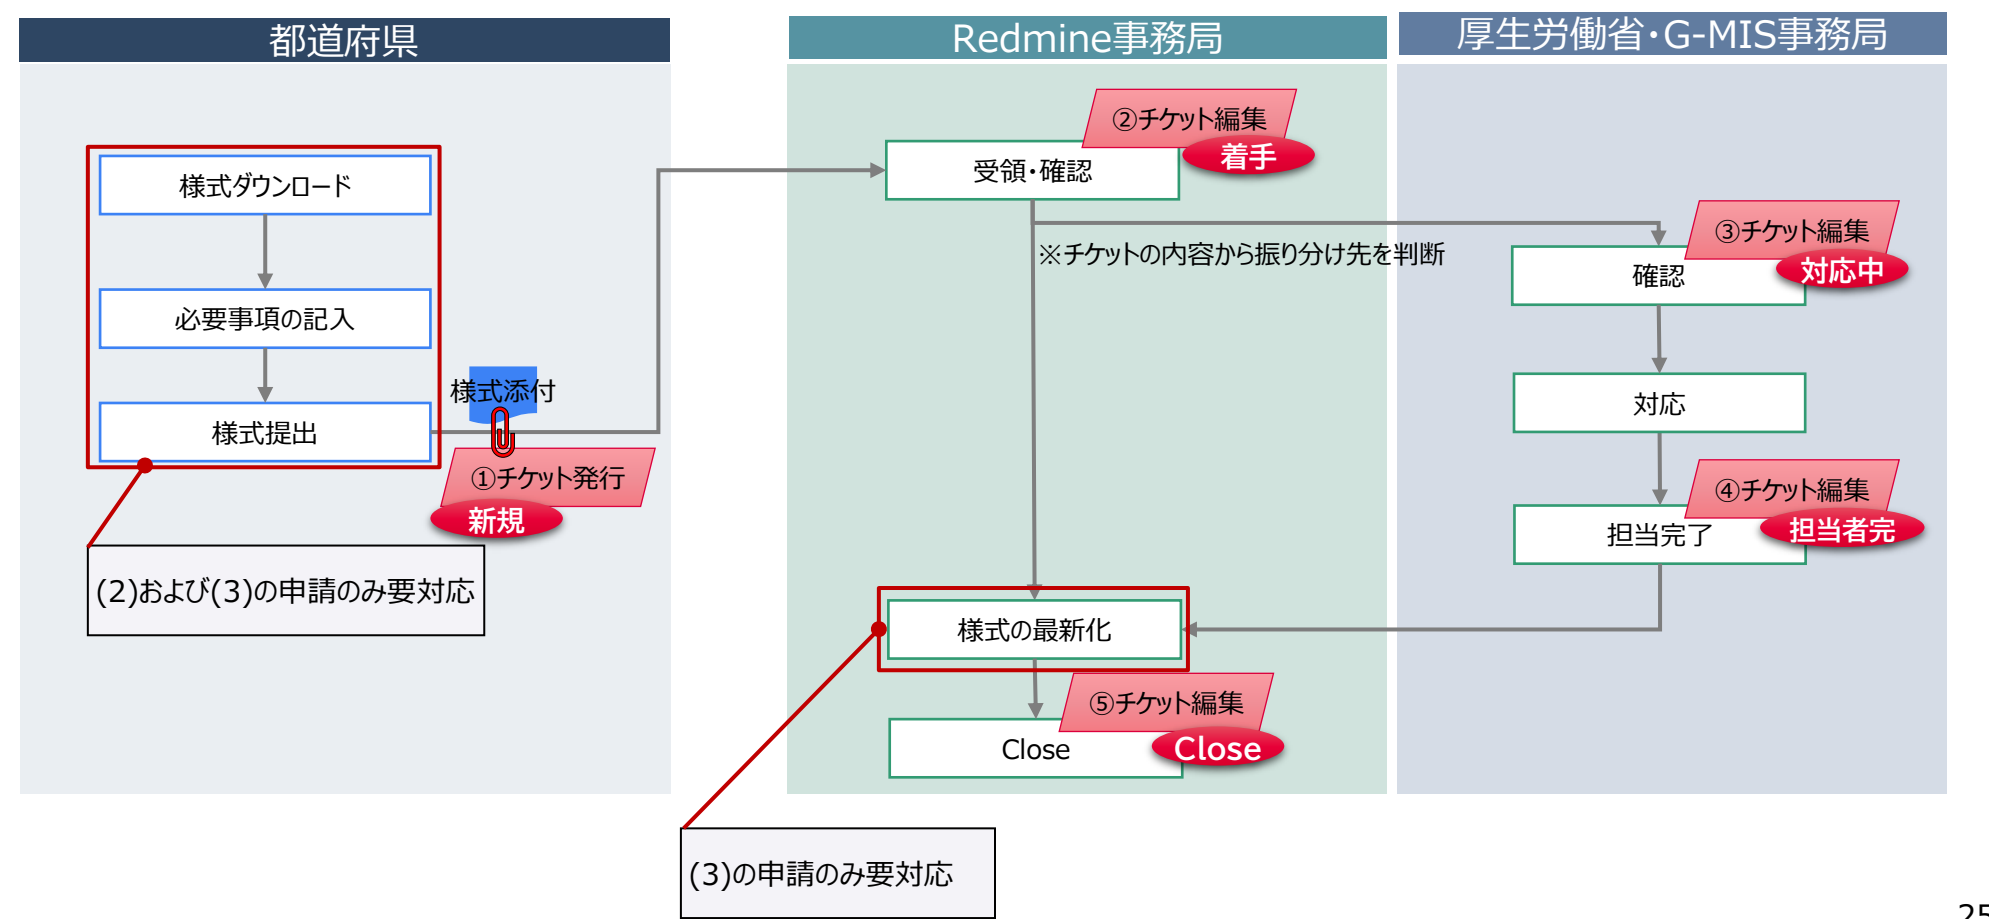 都道府県
Redmine事務局
厚生労働省・G-MIS事務局
様式ダウンロード
必要事項の記入
様式提出
様式添付
①チケット発行
新規
(2)および(3)の申請のみ要対応
②チケット編集
着手
受領・確認
※チケットの内容から振り分け先を判断
③チケット編集
対応中
確認
対応
④チケット編集
担当者完
担当完了
様式の最新化
⑤チケット編集
Close
Close
(3)の申請のみ要対応
25